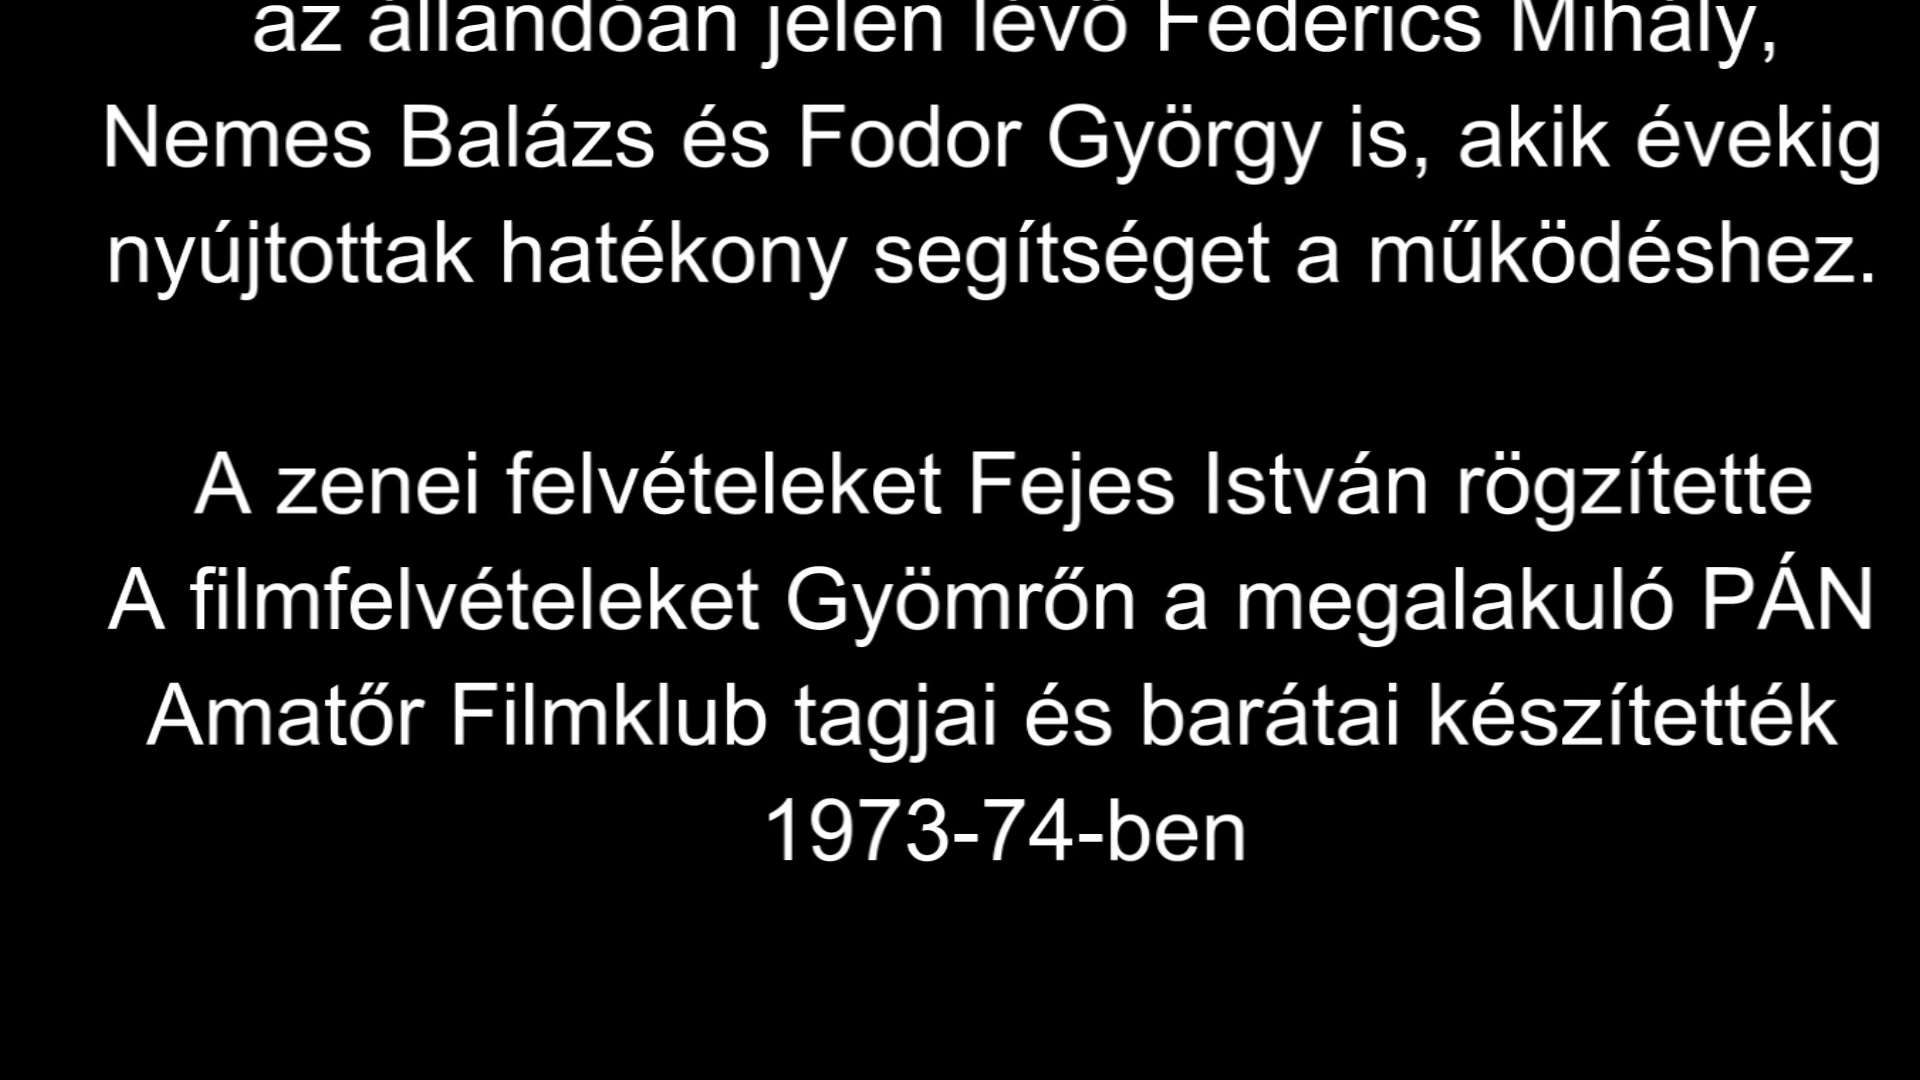 az állandóan jelen lévő Federics Mihály,
Nemes Balázs és Fodor György is, akik évekig
nyújtottak hatékony segítséget a működéshez.
A zenei felvételeket Fejes István rögzítette
A filmfelvételeket Gyömrőn a megalakuló PÁN
Amatőr Filmklub tagjai és barátai készítették
1973-74-ben